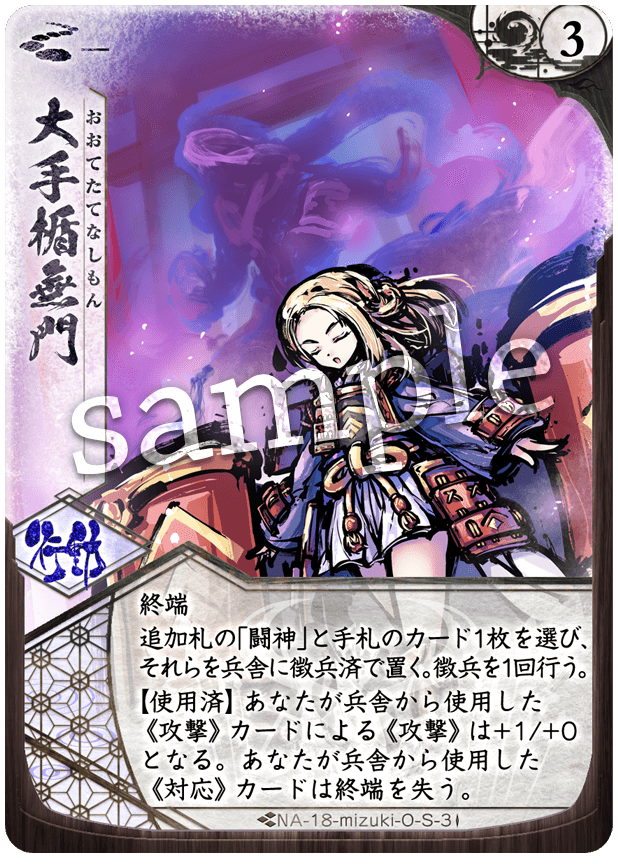 3
大手楯無門
おおてたてなしもん
sample
行動
終端
追加札の「闘神」と手札のカード1枚を選び、
それらを兵舎に徴兵済で置く。徴兵を1回行う。
【使用済】あなたが兵舎から使用した
《攻撃》カードによる《攻撃》は+1/+0
となる。あなたが兵舎から使用した
《対応》カードは終端を失う。
NA-18-mizuki-O-S-3